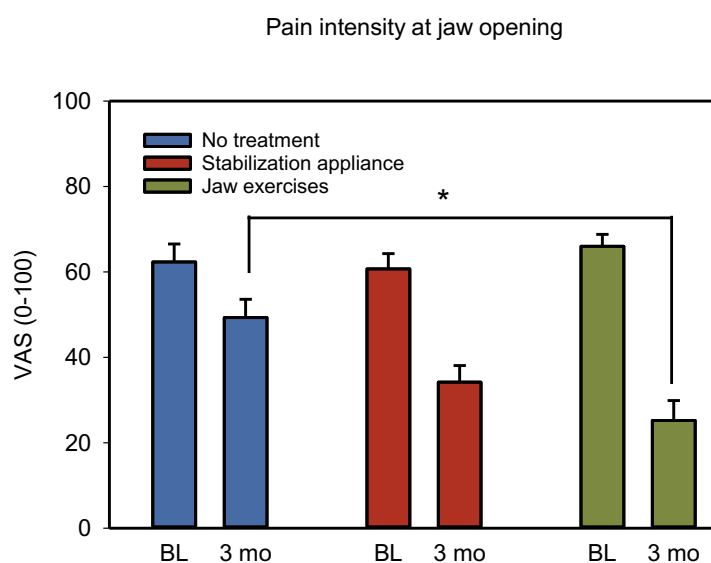 Pain intensity at jaw opening
100
80
60
40
20
0
VAS (0-100)
No treatment
Stabilization appliance
Jaw exercises
*
BL 3 mo BL 3 mo BL 3 mo